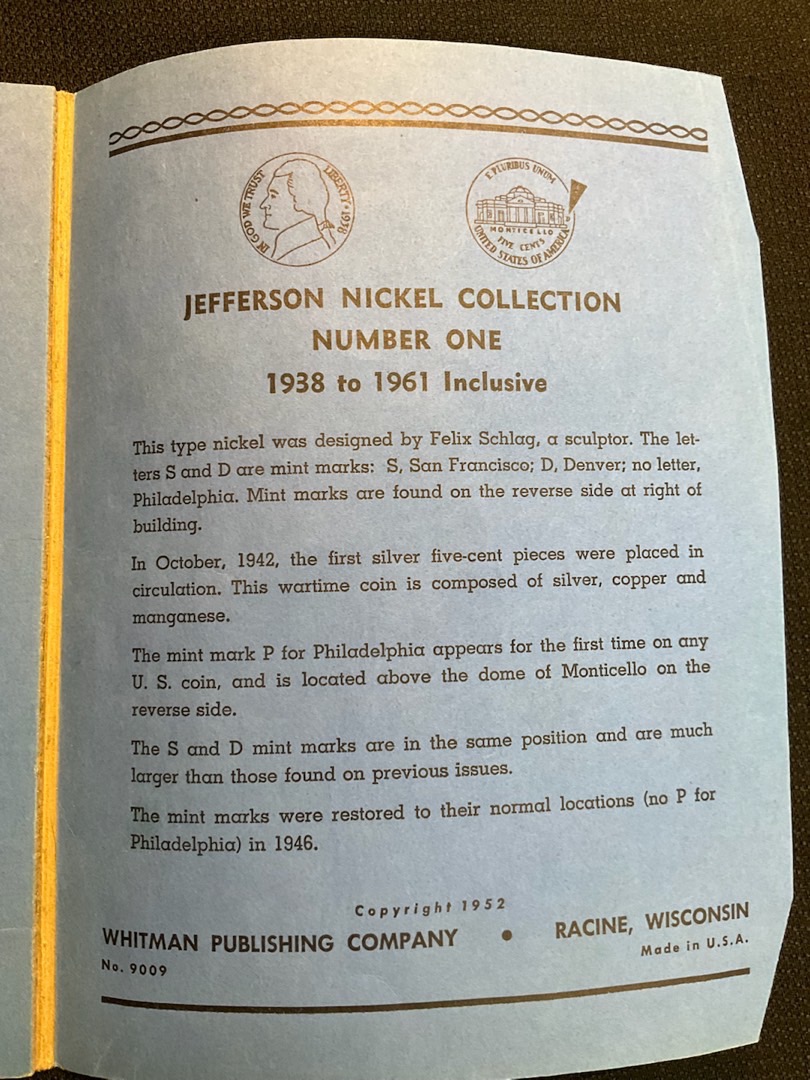 IN GOD WE TRUST LIBERTY • 1938
E PLURIBUS UNUM
MONTICELLO
FIVE CENTS
UNITED STATES OF AMERICA
JEFFERSON NICKEL COLLECTION
NUMBER ONE
1938 to 1961 Inclusive
This type nickel was designed by Felix Schlag, a sculptor. The let-
ters S and D are mint marks: S, San Francisco; D, Denver; no letter,
Philadelphia. Mint marks are found on the reverse side at right of
building.
In October, 1942, the first silver five-cent pieces were placed in
circulation. This wartime coin is composed of silver, copper and
manganese.
The mint mark P for Philadelphia appears for the first time on any
U. S. coin, and is located above the dome of Monticello on the
reverse side.
The S and D mint marks are in the same position and are much
larger than those found on previous issues.
The mint marks were restored to their normal locations (no P for
Philadelphia) in 1946.
Copyright 1952
WHITMAN PUBLISHING COMPANY • RACINE, WISCONSIN
No. 9009 Made in U.S.A.